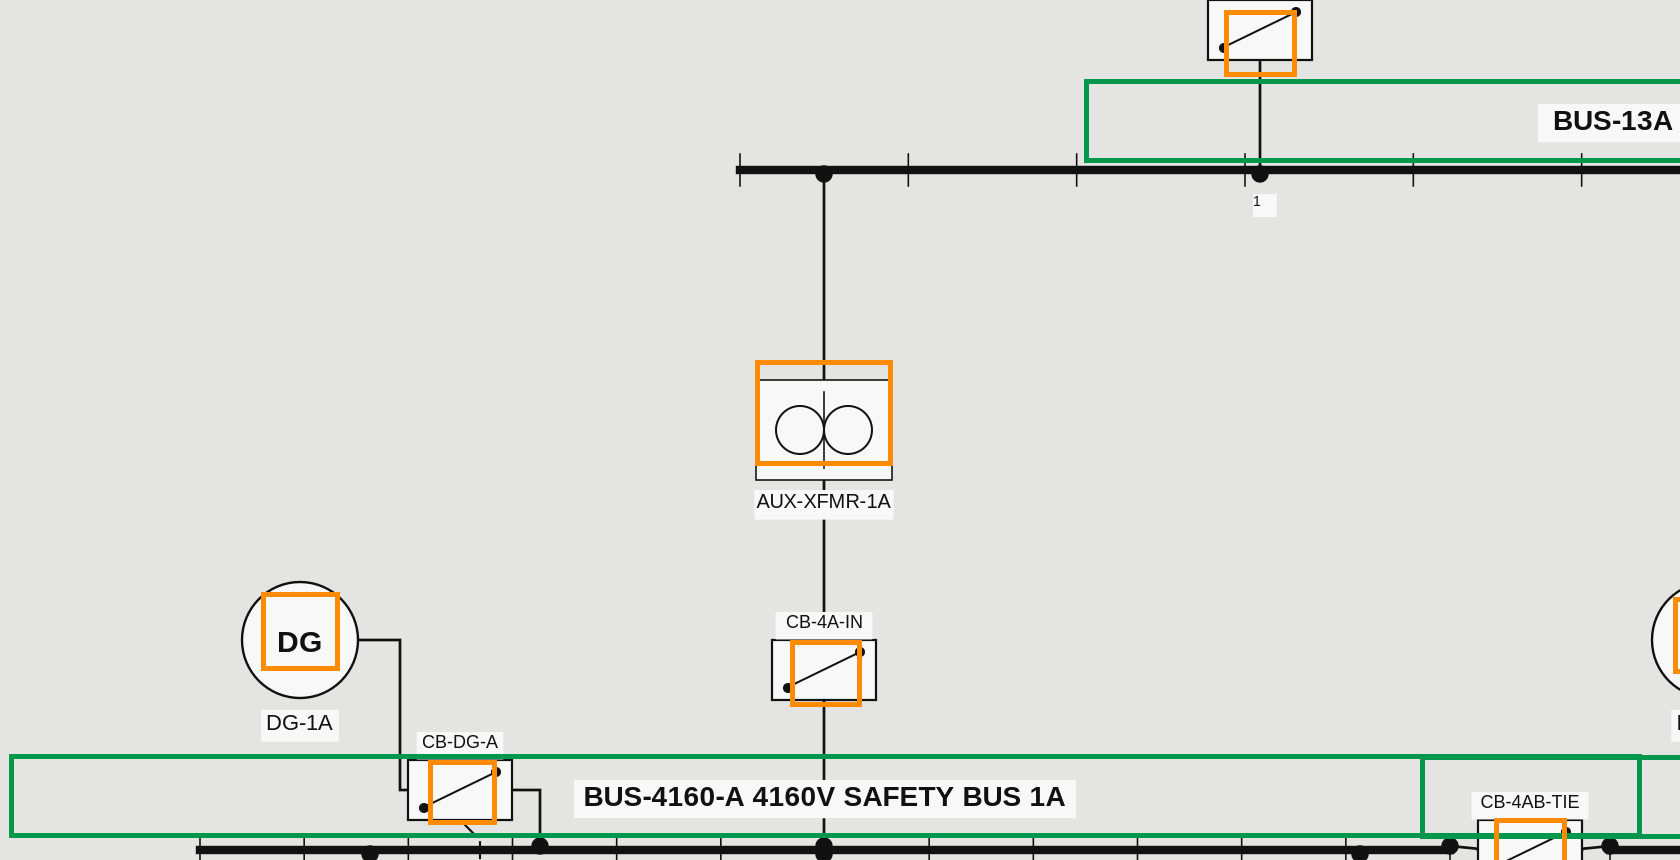 BUS-13A
1
AUX-XFMR-1A
CB-4A-IN
DG
DG-1A
CB-DG-A
BUS-4160-A 4160V SAFETY BUS 1A
CB-4AB-TIE